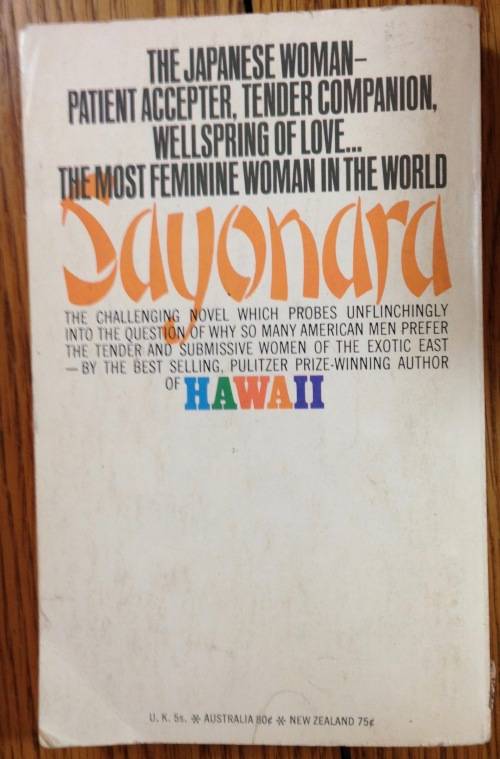 THE JAPANESE WOMAN–
PATIENT ACCEPTER, TENDER COMPANION,
WELLSPRING OF LOVE...
THE MOST FEMININE WOMAN IN THE WORLD
Sayonara
THE CHALLENGING NOVEL WHICH PROBES UNFLINCHINGLY
INTO THE QUESTION OF WHY SO MANY AMERICAN MEN PREFER
THE TENDER AND SUBMISSIVE WOMEN OF THE EXOTIC EAST
—BY THE BEST SELLING, PULITZER PRIZE-WINNING AUTHOR
OF HAWAII
U. K. 5s. ✻ AUSTRALIA 80¢ ✻ NEW ZEALAND 75¢